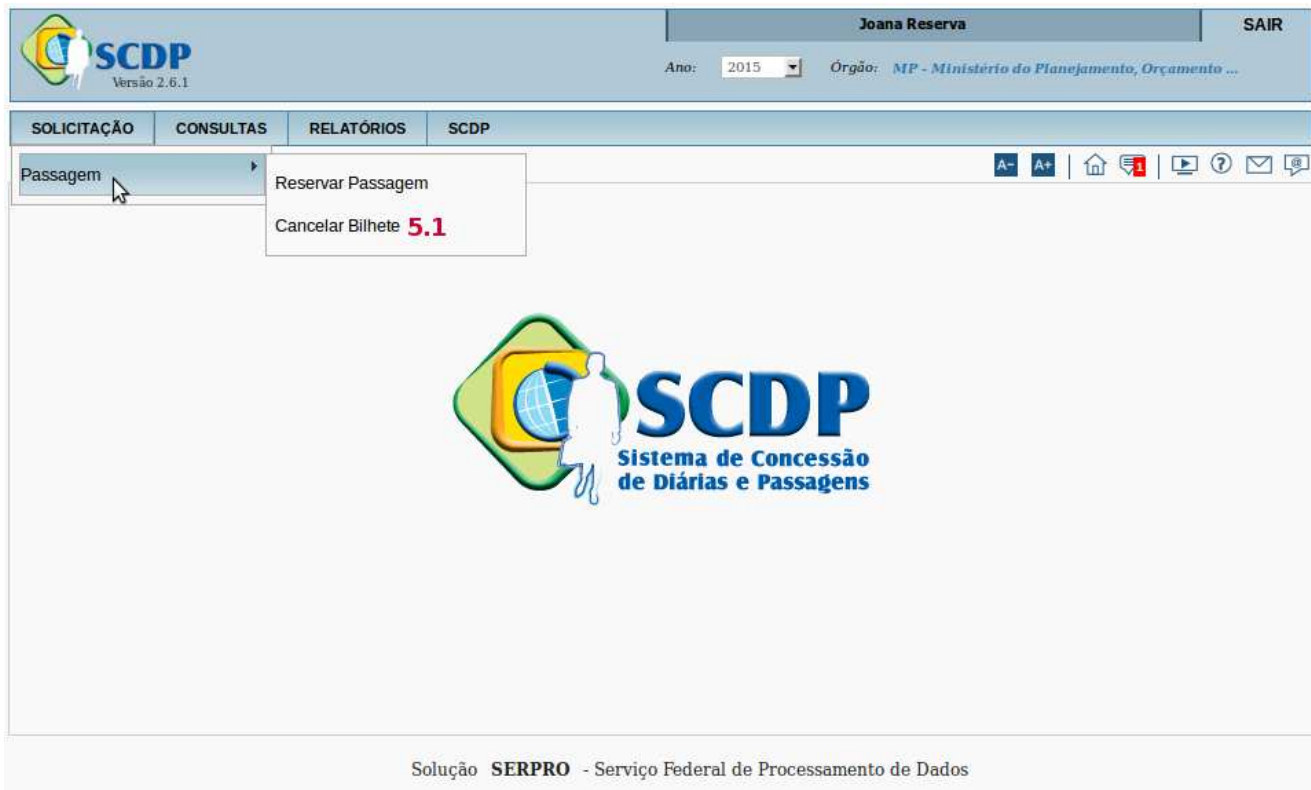 Joana Reserva
SAIR
SCDP
Versão 2.6.1
Ano: 2015 Órgão: MP - Ministério do Planejamento, Orçamento ...
SOLICITAÇÃO CONSULTAS RELATÓRIOS SCDP
Passagem
A- A+ 1 ? @
Reservar Passagem
Cancelar Bilhete 5.1
SCDP
Sistema de Concessão
de Diárias e Passagens
Solução SERPRO - Serviço Federal de Processamento de Dados